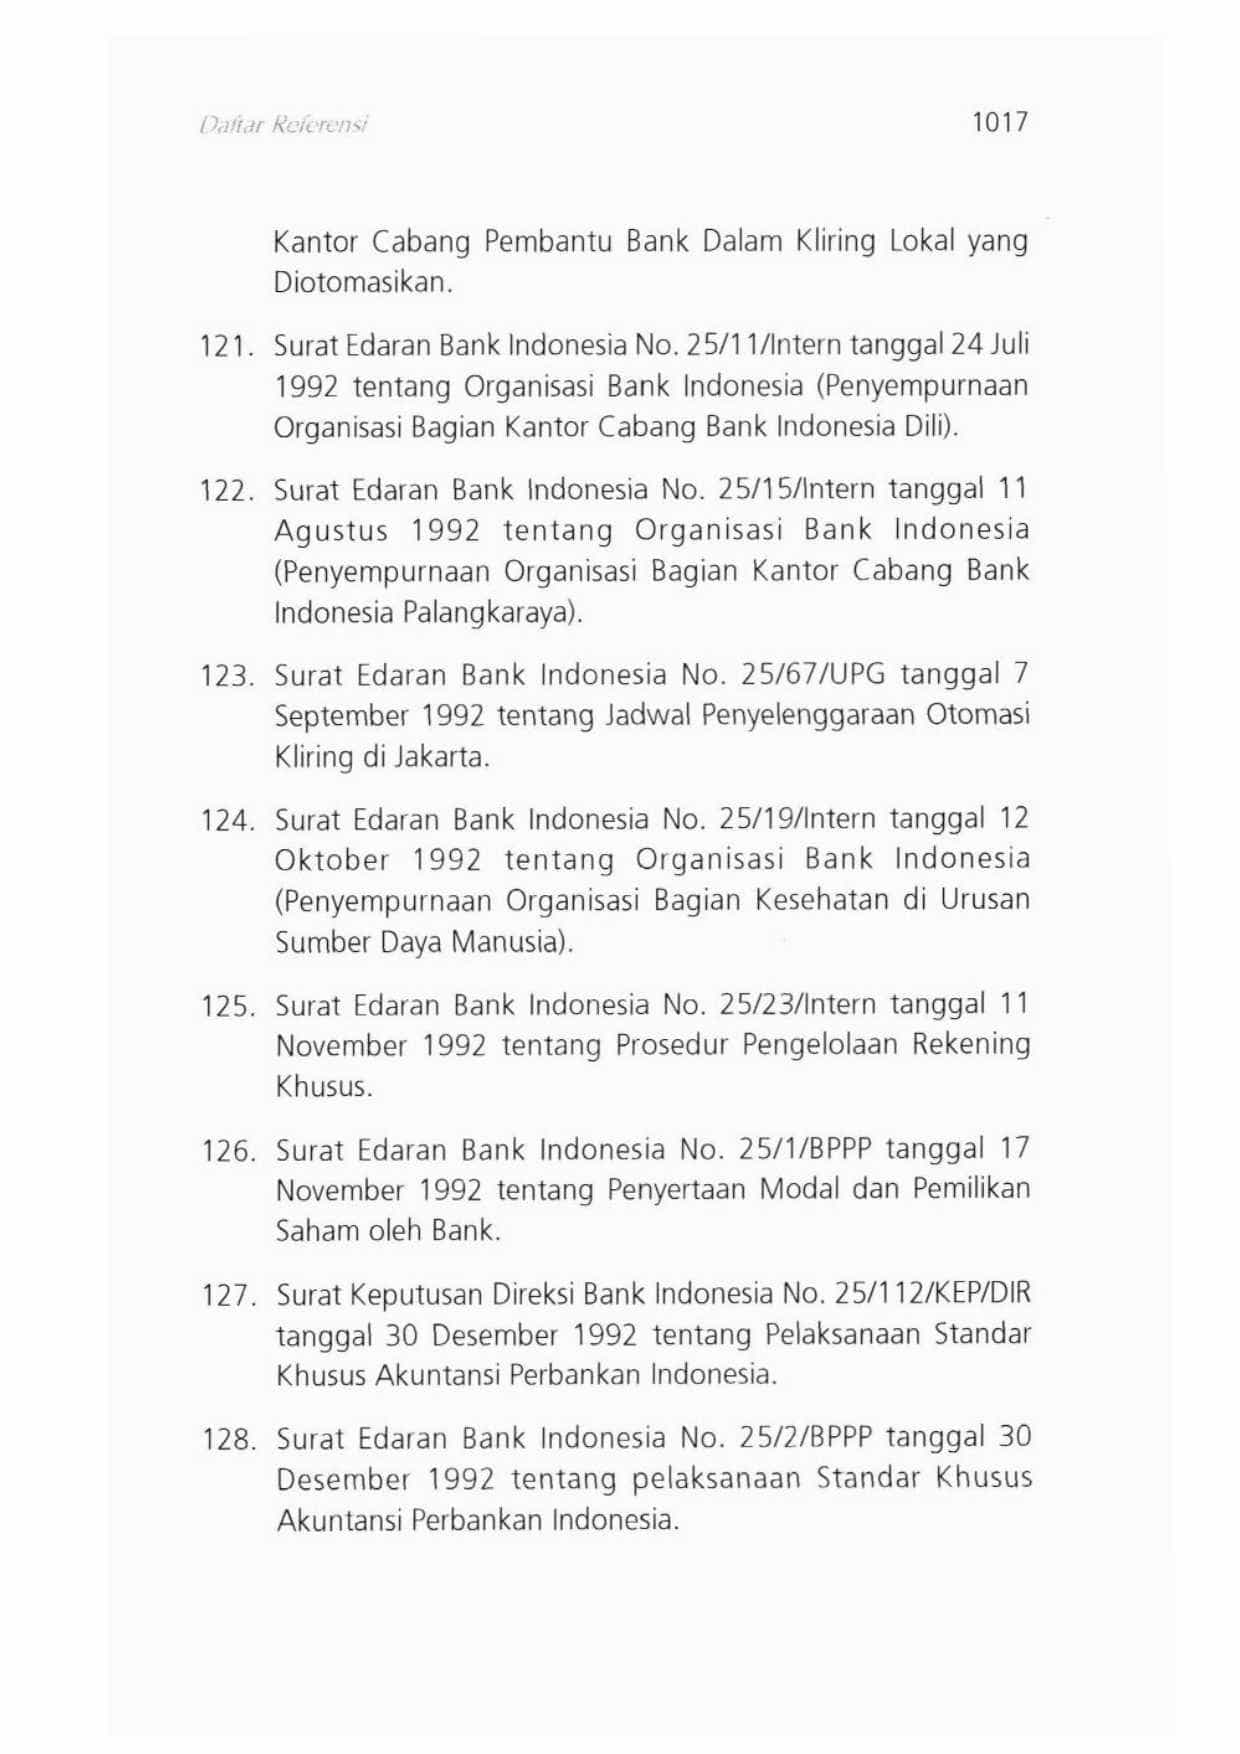 Daftar Referensi 1017
Kantor Cabang Pembantu Bank Dalam Kliring Lokal yang
Diotomasikan.
121. Surat Edaran Bank Indonesia No. 25/11/Intern tanggal 24 Juli
1992 tentang Organisasi Bank Indonesia (Penyempurnaan
Organisasi Bagian Kantor Cabang Bank Indonesia Dili).
122. Surat Edaran Bank Indonesia No. 25/15/Intern tanggal 11
Agustus 1992 tentang Organisasi Bank Indonesia
(Penyempurnaan Organisasi Bagian Kantor Cabang Bank
Indonesia Palangkaraya).
123. Surat Edaran Bank Indonesia No. 25/67/UPG tanggal 7
September 1992 tentang Jadwal Penyelenggaraan Otomasi
Kliring di Jakarta.
124. Surat Edaran Bank Indonesia No. 25/19/Intern tanggal 12
Oktober 1992 tentang Organisasi Bank Indonesia
(Penyempurnaan Organisasi Bagian Kesehatan di Urusan
Sumber Daya Manusia).
125. Surat Edaran Bank Indonesia No. 25/23/Intern tanggal 11
November 1992 tentang Prosedur Pengelolaan Rekening
Khusus.
126. Surat Edaran Bank Indonesia No. 25/1/BPPP tanggal 17
November 1992 tentang Penyertaan Modal dan Pemilikan
Saham oleh Bank.
127. Surat Keputusan Direksi Bank Indonesia No. 25/112/KEP/DIR
tanggal 30 Desember 1992 tentang Pelaksanaan Standar
Khusus Akuntansi Perbankan Indonesia.
128. Surat Edaran Bank Indonesia No. 25/2/BPPP tanggal 30
Desember 1992 tentang pelaksanaan Standar Khusus
Akuntansi Perbankan Indonesia.